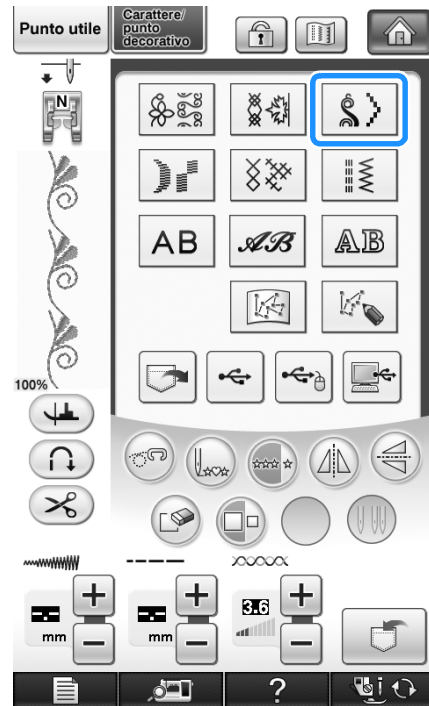 Punto utile
Carattere/
punto
decorativo
N
AB
AB
AB
100%
3.6
mm
mm
?